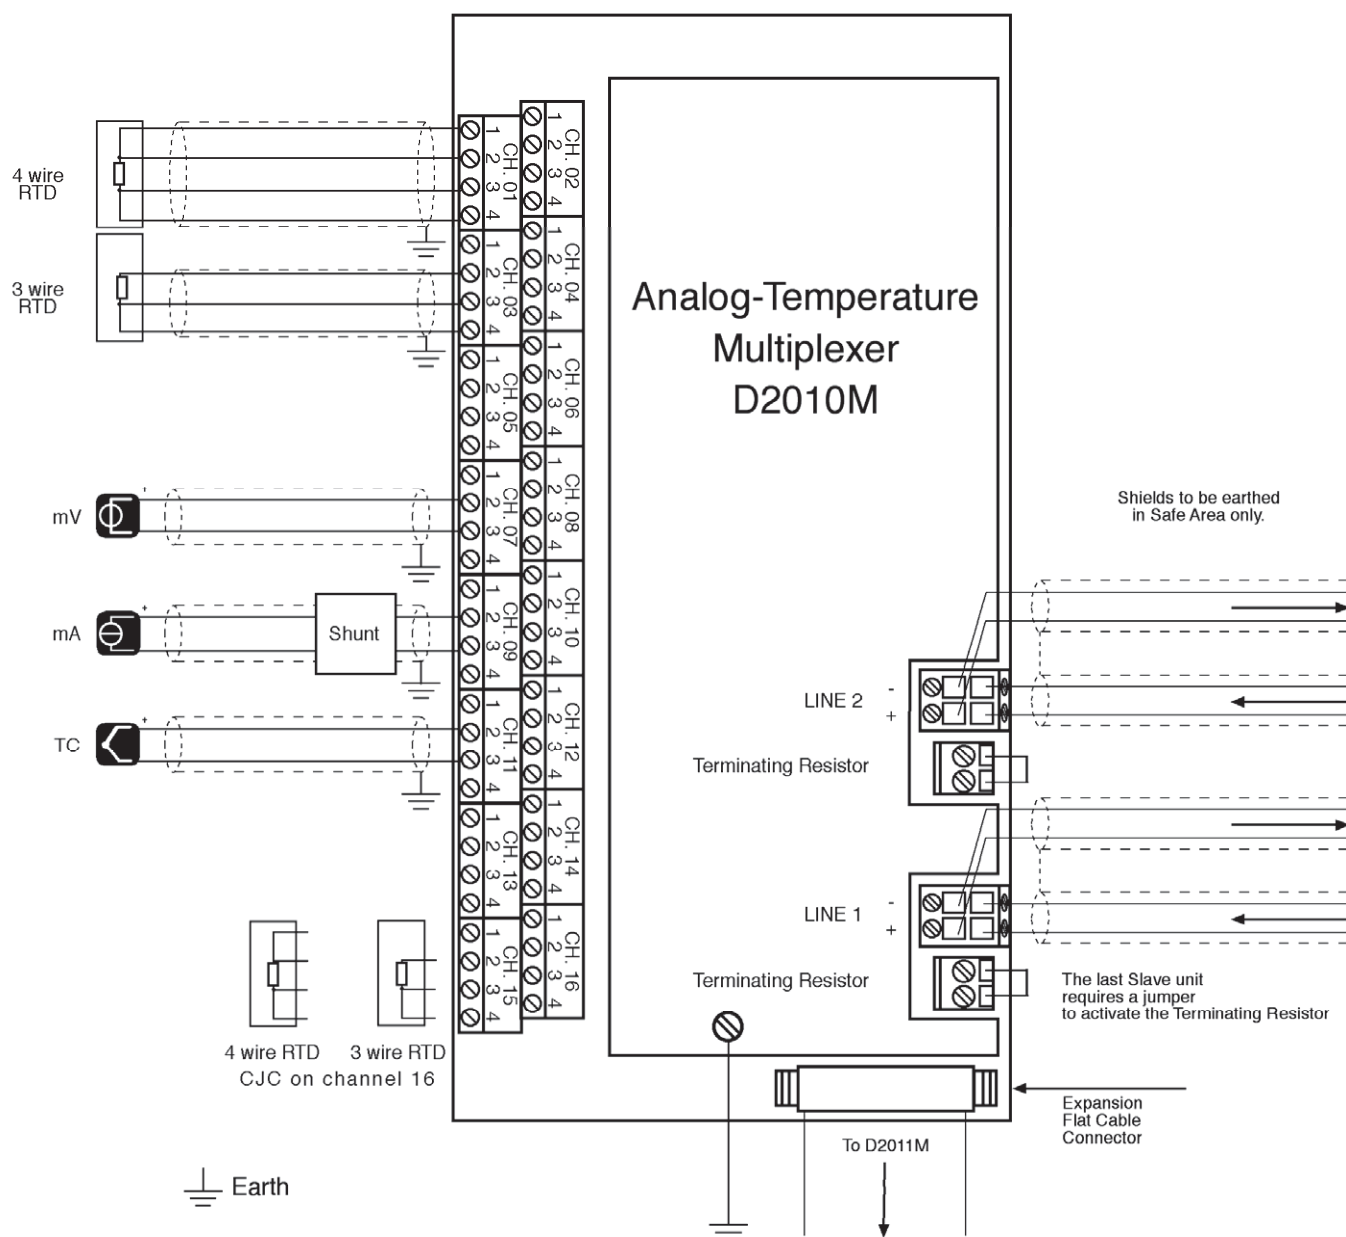 4 wire
RTD
3 wire
RTD
mV
+
mA
+
TC
1 2 3 4
CH. 01
1 2 3 4
CH. 03
1 2 3 4
CH. 05
1 2 3 4
CH. 07
1 2 3 4
CH. 09
1 2 3 4
CH. 11
1 2 3 4
CH. 13
1 2 3 4
CH. 15
1 2 3 4
CH. 02
1 2 3 4
CH. 04
1 2 3 4
CH. 06
1 2 3 4
CH. 08
1 2 3 4
CH. 10
1 2 3 4
CH. 12
1 2 3 4
CH. 14
1 2 3 4
CH. 16
Shunt
Analog-Temperature
Multiplexer
D2010M
Shields to be earthed
in Safe Area only.
-
LINE 2
+
Terminating Resistor
-
LINE 1
+
Terminating Resistor
The last Slave unit
requires a jumper
to activate the Terminating Resistor
4 wire RTD
3 wire RTD
CJC on channel 16
Expansion
Flat Cable
Connector
To D2011M
Earth